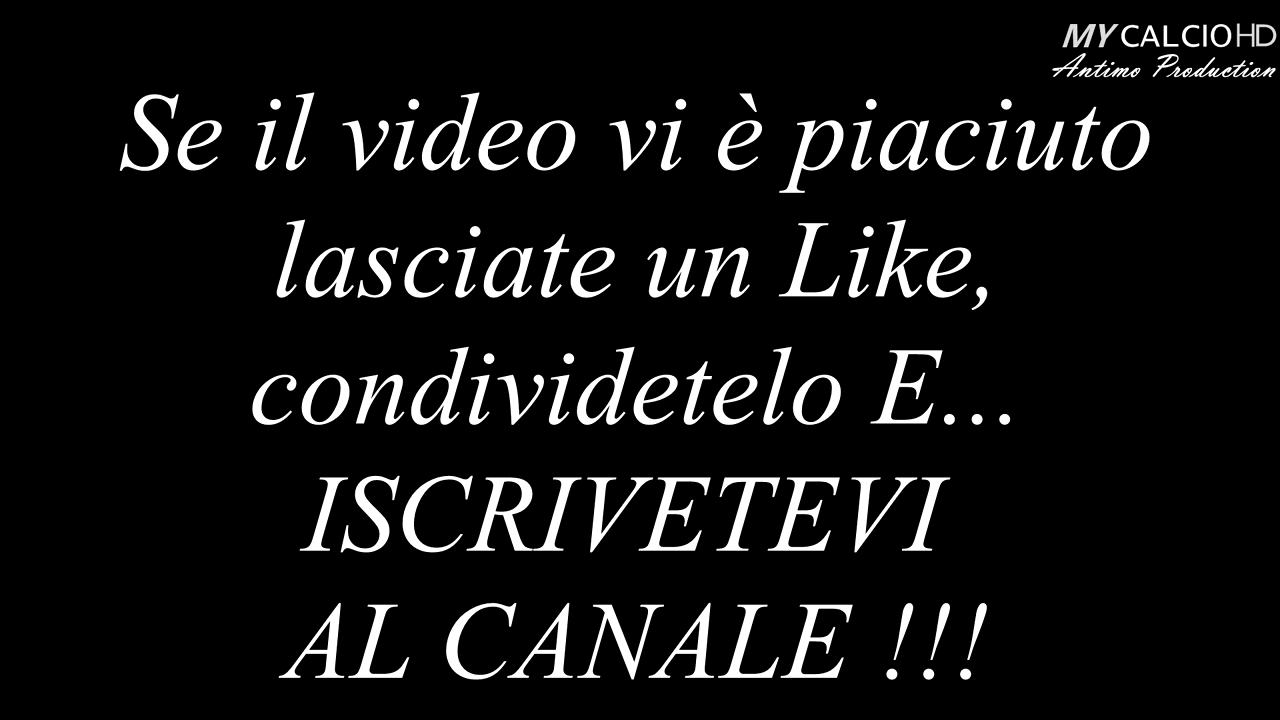 MY CALCIO HD
Antimo Production
Se il video vi è piaciuto
lasciate un Like,
condividetelo E...
ISCRIVETEVI
AL CANALE !!!